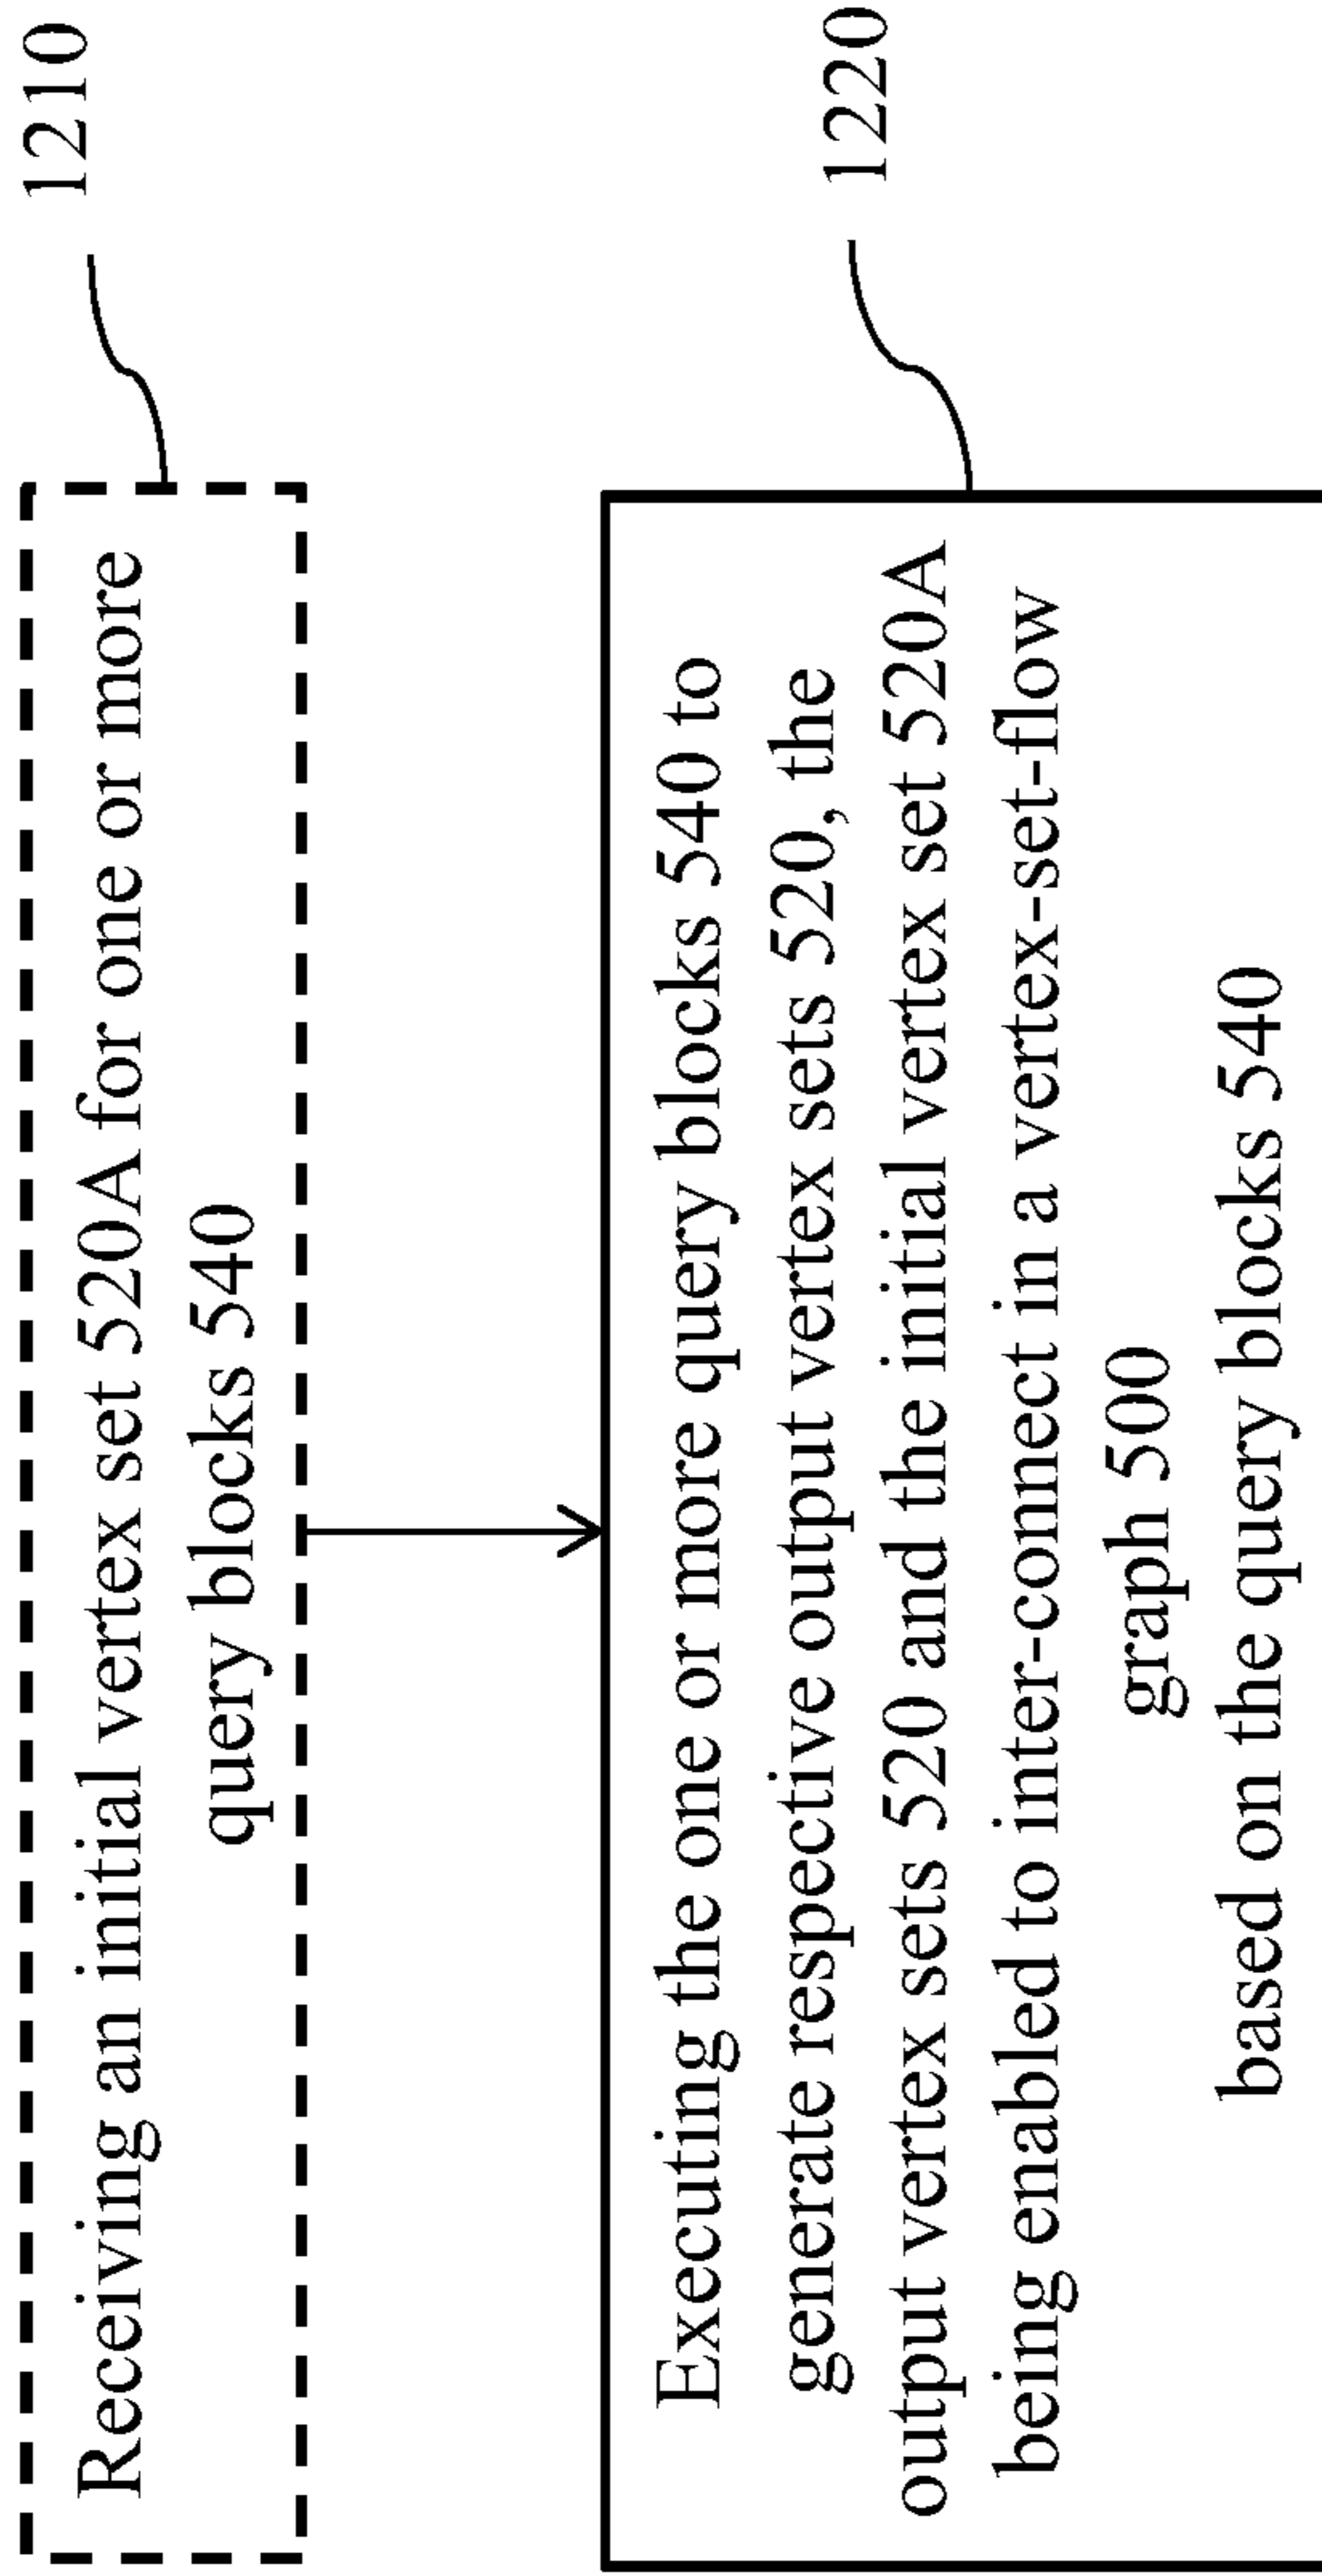 Receiving an initial vertex set 520A for one or more
query blocks 540
1210
Executing the one or more query blocks 540 to
generate respective output vertex sets 520, the
output vertex sets 520 and the initial vertex set 520A
being enabled to inter-connect in a vertex-set-flow
graph 500
based on the query blocks 540
1220